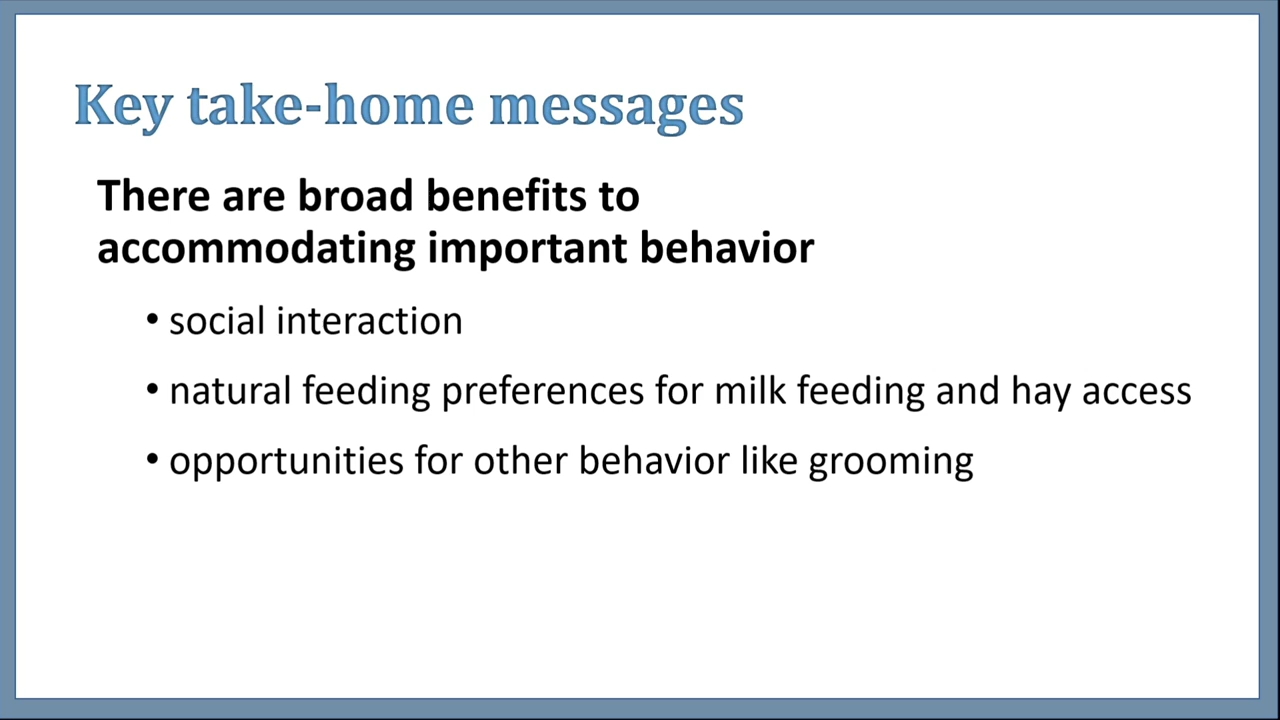 Key take-home messages
There are broad benefits to
accommodating important behavior
• social interaction
• natural feeding preferences for milk feeding and hay access
• opportunities for other behavior like grooming